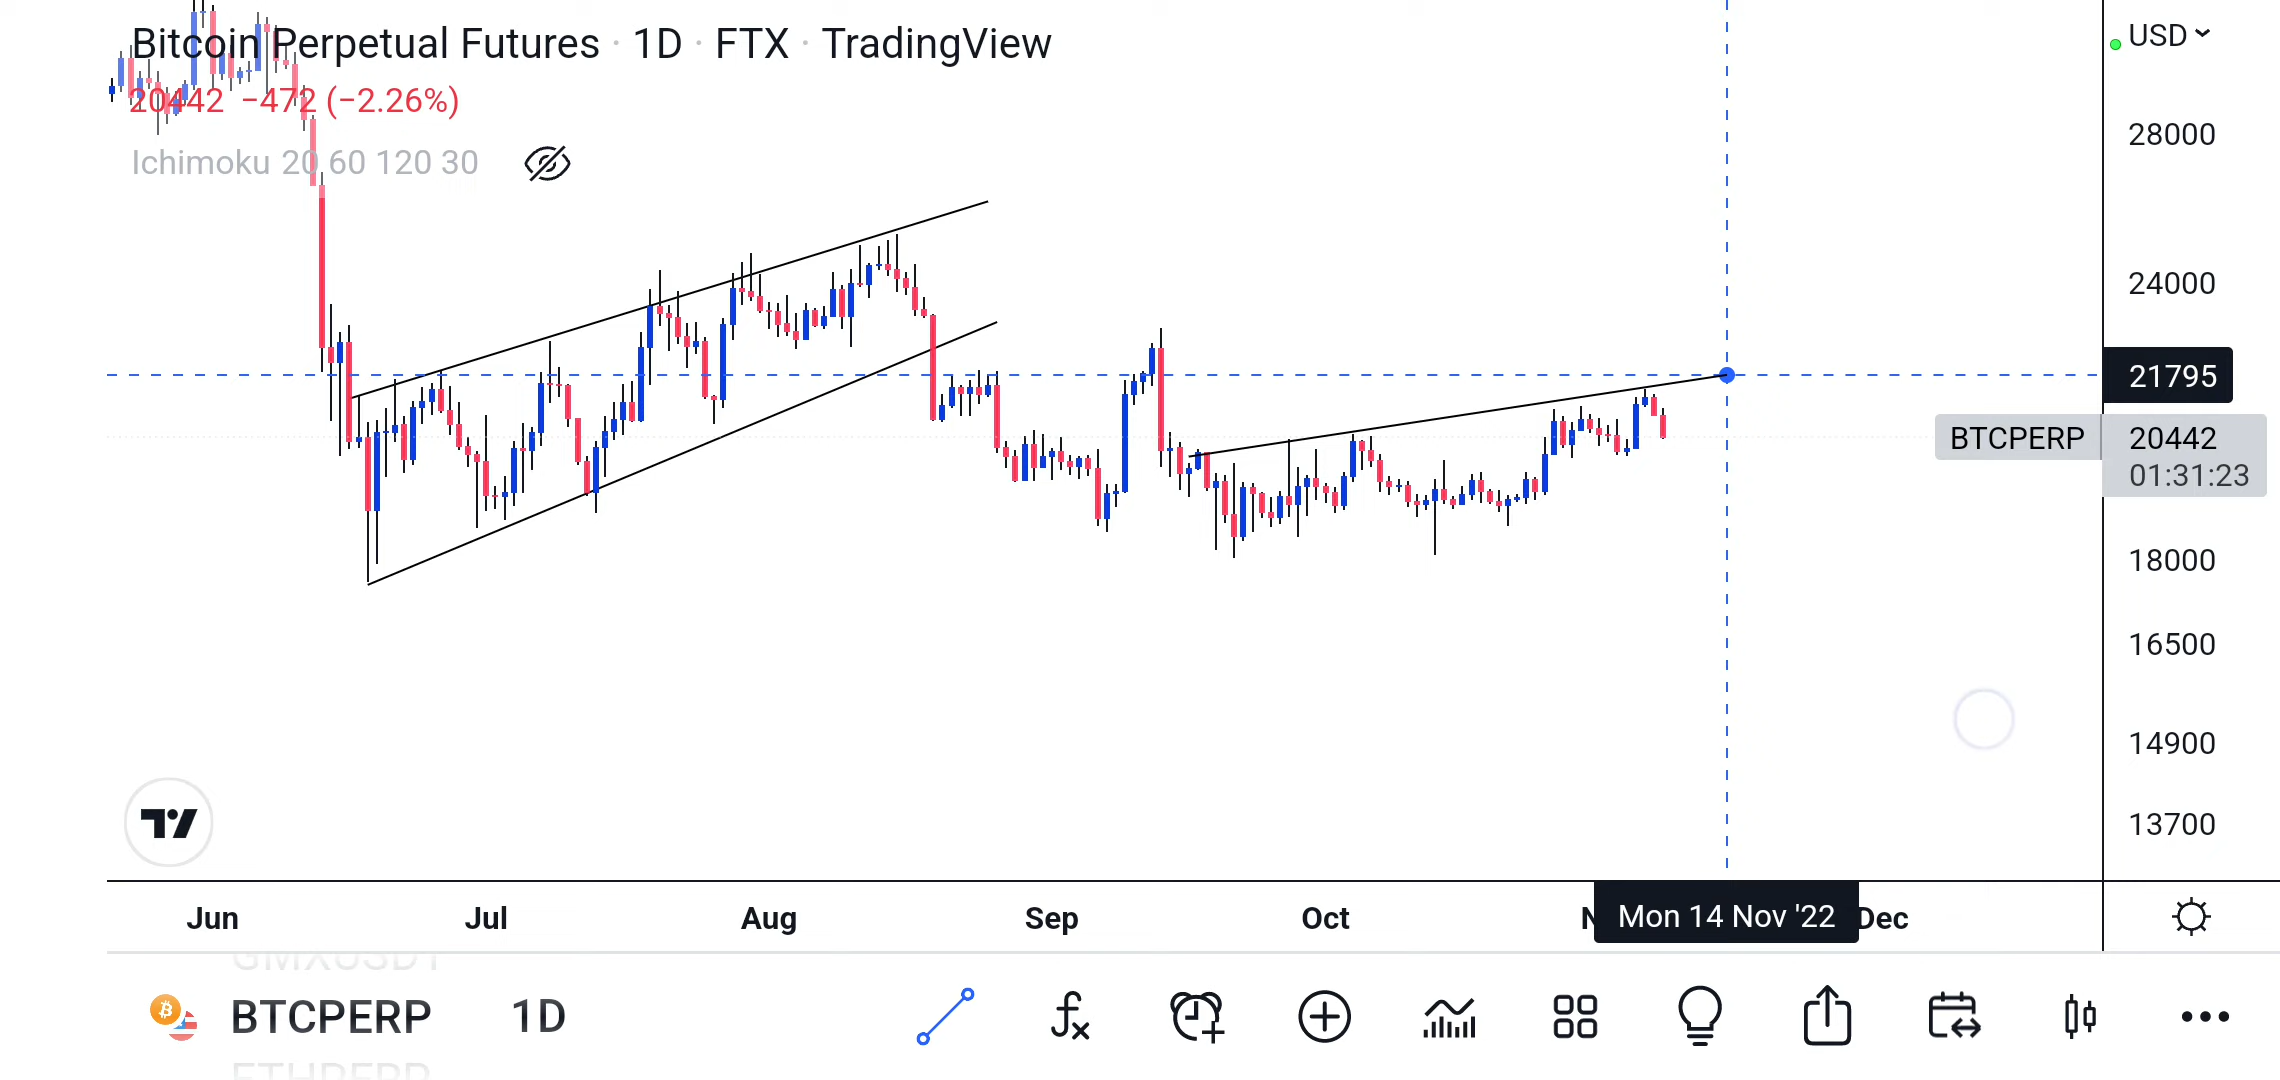 Bitcoin Perpetual Futures · 1D · FTX · TradingView
USD
20442 −472 (−2.26%)
28000
Ichimoku 20 60 120 30
24000
21795
BTCPERP 20442
01:31:23
18000
16500
14900
13700
Jun Jul Aug Sep Oct N Mon 14 Nov '22 Dec
GMXUSDT
BTCPERP 1D
ETHPERP